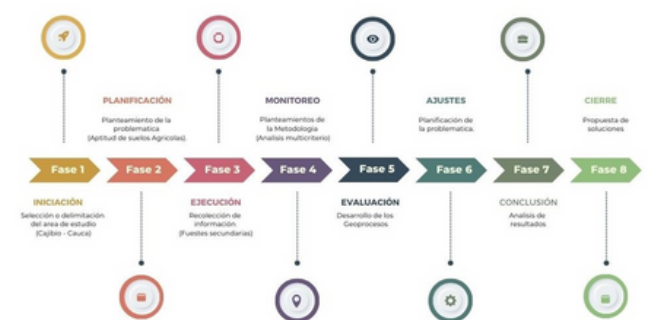 PLANIFICACIÓN
Planteamiento de la
problematica
(Aptitud de suelos Agricolas).
MONITOREO
Planteamientos de
la Metodologia
(Analisis multicriterio)
AJUSTES
Planificación de
la problematica.
CIERRE
Propuesta de
soluciones
Fase 1
Fase 2
Fase 3
Fase 4
Fase 5
Fase 6
Fase 7
Fase 8
INICIACIÓN
Selección o delimitación
del area de estudio
(Cajibio - Cauca)
EJECUCIÓN
Recolección de
información
(Fuestes secundarias)
EVALUACIÓN
Desarrollo de los
Geoprocesos
CONCLUSIÓN
Analisis de
resultados